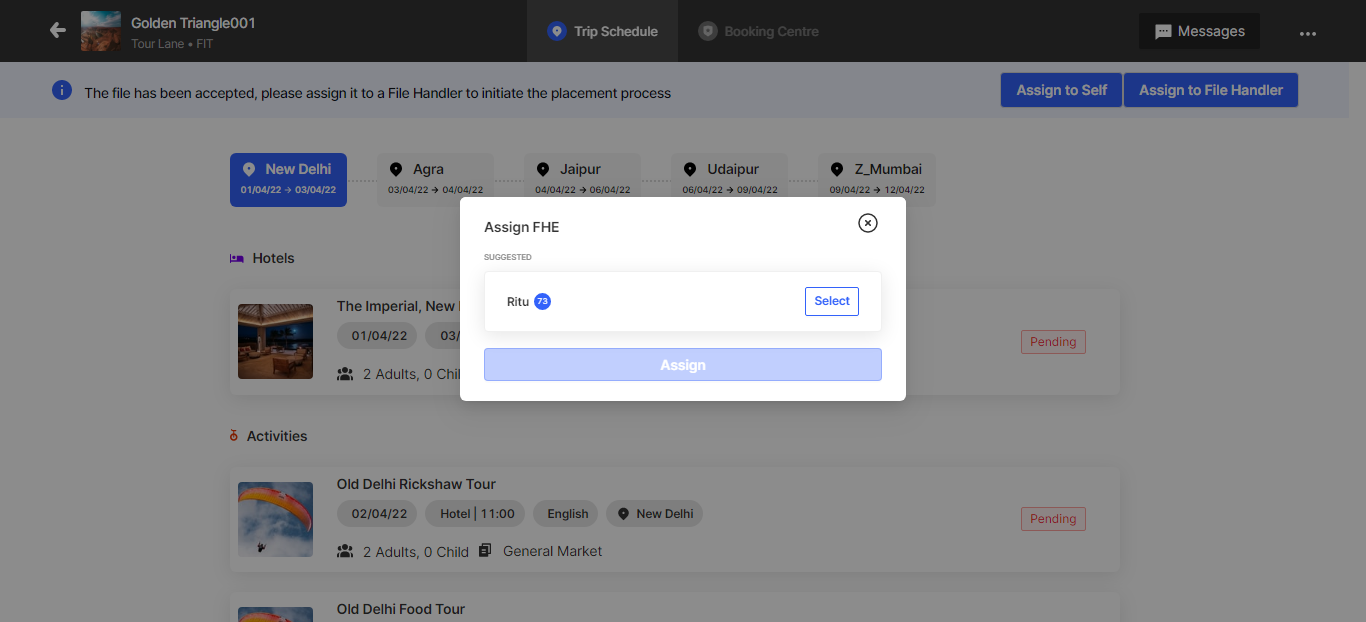 Golden Triangle001
Tour Lane • FIT
Trip Schedule
Booking Centre
Messages
The file has been accepted, please assign it to a File Handler to initiate the placement process
Assign to Self
Assign to File Handler
New Delhi
01/04/22 → 03/04/22
Agra
03/04/22 → 04/04/22
Jaipur
04/04/22 → 06/04/22
Udaipur
06/04/22 → 09/04/22
Z_Mumbai
09/04/22 → 12/04/22
Assign FHE
SUGGESTED
Ritu 73
Select
Assign
Hotels
The Imperial, New
01/04/22 03/
2 Adults, 0 Chil
Pending
Activities
Old Delhi Rickshaw Tour
02/04/22 Hotel | 11:00 English New Delhi
2 Adults, 0 Child General Market
Pending
Old Delhi Food Tour